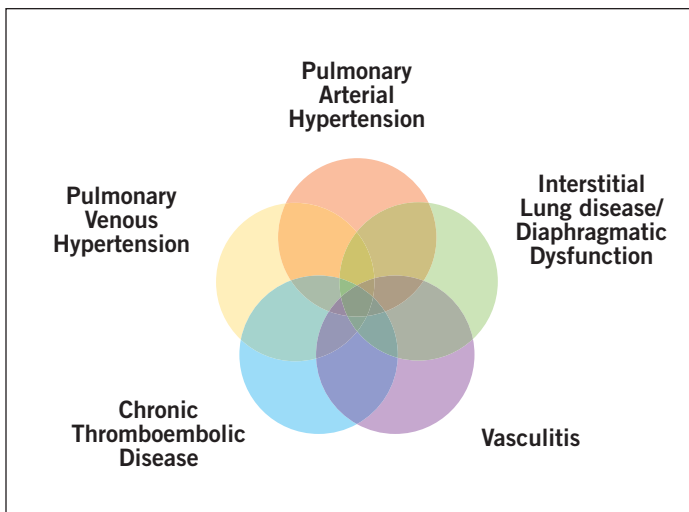 Pulmonary
Arterial
Hypertension
Pulmonary
Venous
Hypertension
Interstitial
Lung disease/
Diaphragmatic
Dysfunction
Chronic
Thromboembolic
Disease
Vasculitis